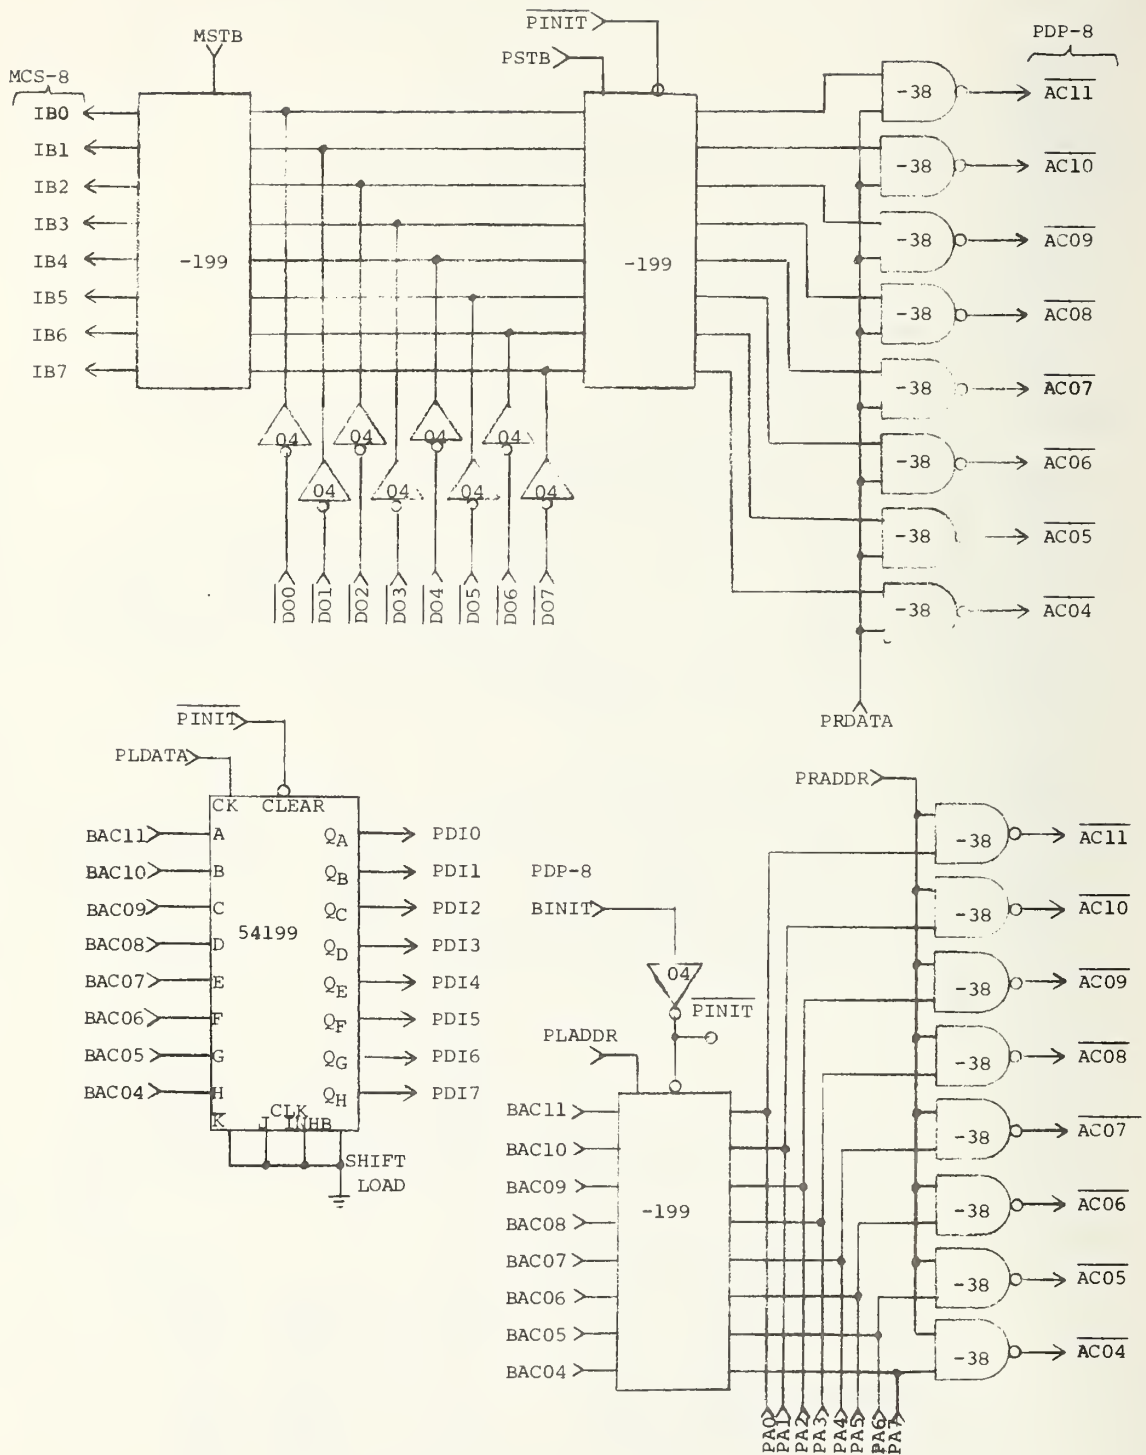 PINIT
PDP-8
MSTB
PSTB
MCS-8
-38
AC11
IB0
IB1
-38
AC10
IB2
IB3
-38
AC09
IB4
-199
-199
IB5
-38
AC08
IB6
IB7
-38
AC07
04
04
04
04
-38
AC06
04
04
04
04
-38
AC05
DO0
DO1
DO2
DO3
DO4
DO5
DO6
DO7
-38
AC04
PRDATA
PINIT
PLDATA
CK
CLEAR
BAC11
A
QA
PDI0
BAC10
B
QB
PDI1
BAC09
C
QC
PDI2
54199
BAC08
D
QD
PDI3
BAC07
E
QE
PDI4
BAC06
F
QF
PDI5
BAC05
G
QG
PDI6
BAC04
H
QH
PDI7
CLK
K
J
INHB
SHIFT
LOAD
PRADDR
-38
AC11
PDP-8
BINIT
-38
AC10
04
PINIT
-38
AC09
PLADDR
-38
AC08
BAC11
BAC10
BAC09
BAC08
BAC07
BAC06
BAC05
BAC04
-199
-38
AC07
-38
AC06
-38
AC05
-38
AC04
PA0
PA1
PA2
PA3
PA4
PA5
PA6
PA7